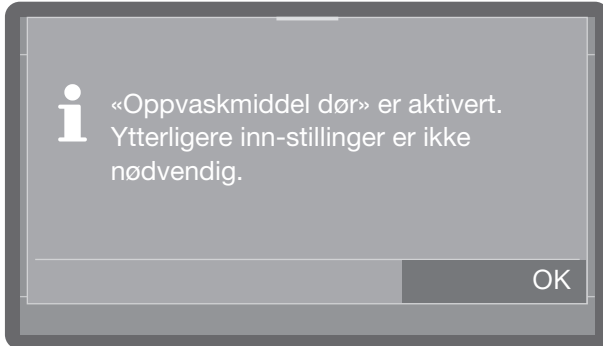 «Oppvaskmiddel dør» er aktivert.
Ytterligere inn-stillinger er ikke
nødvendig.
OK